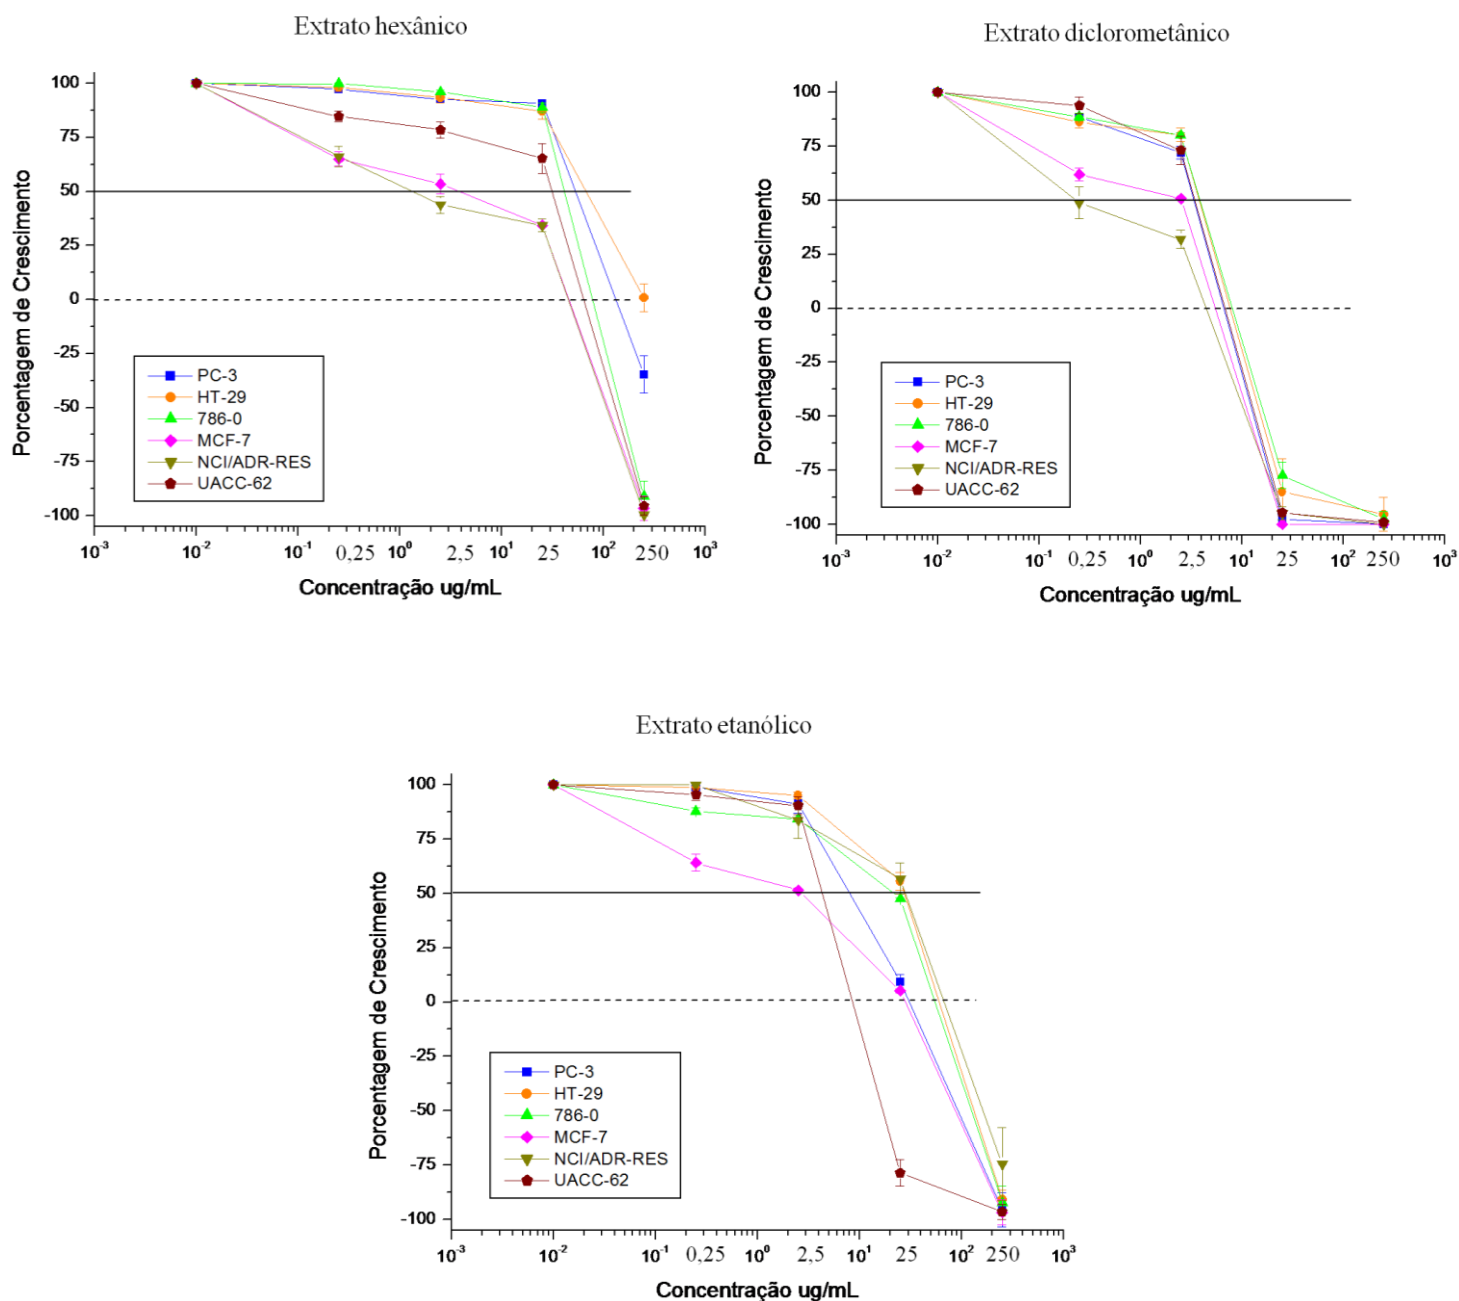 Extrato hexânico
Porcentagem de Crescimento
100
75
50
25
0
-25
-50
-75
-100
PC-3
HT-29
786-0
MCF-7
NCI/ADR-RES
UACC-62
10⁻³ 10⁻² 10⁻¹ 0,25 10⁰ 2,5 10¹ 25 10² 250 10³
Concentração ug/mL
Extrato diclorometânico
Porcentagem de Crescimento
100
75
50
25
0
-25
-50
-75
-100
PC-3
HT-29
786-0
MCF-7
NCI/ADR-RES
UACC-62
10⁻³ 10⁻² 10⁻¹ 0,25 10⁰ 2,5 10¹ 25 10² 250 10³
Concentração ug/mL
Extrato etanólico
Porcentagem de Crescimento
100
75
50
25
0
-25
-50
-75
-100
PC-3
HT-29
786-0
MCF-7
NCI/ADR-RES
UACC-62
10⁻³ 10⁻² 10⁻¹ 0,25 10⁰ 2,5 10¹ 25 10² 250 10³
Concentração ug/mL